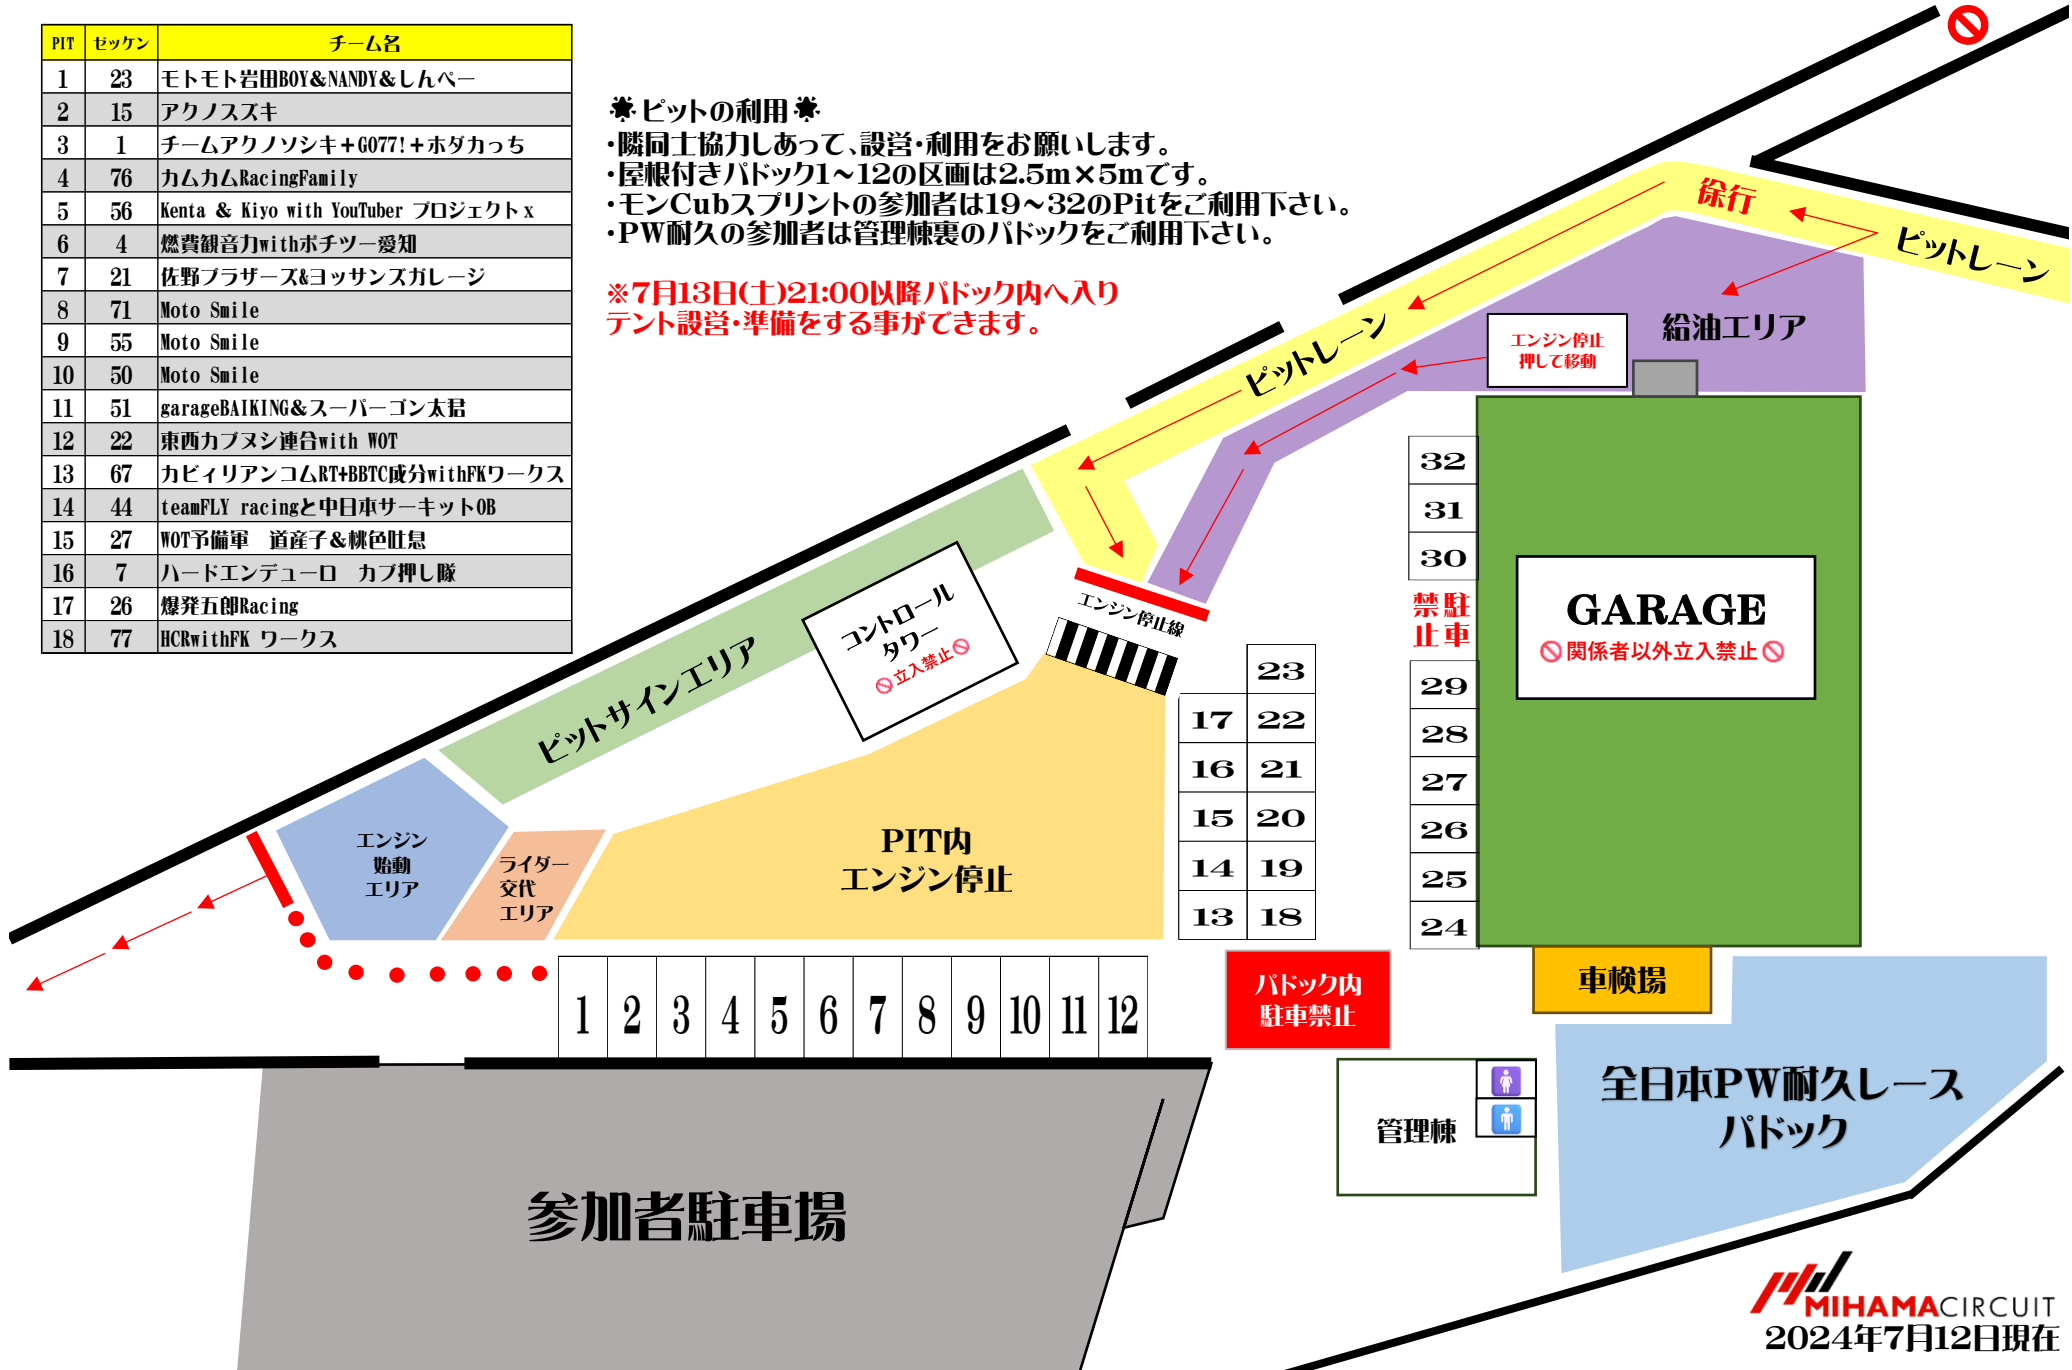 PIT ゼッケン チーム名
1 23 モトモト岩田BOY&NANDY&しんぺー
2 15 アクノスズキ
3 1 チームアクノソシキ+GO77!+ホダカっち
4 76 カムカムRacingFamily
5 56 Kenta & Kiyo with YouTuber プロジェクトx
6 4 燃費観音力withボチツー愛知
7 21 佐野ブラザーズ&ヨッサンズガレージ
8 71 Moto Smile
9 55 Moto Smile
10 50 Moto Smile
11 51 garageBAIKING&スーパーゴン太君
12 22 東西カブヌシ連合with WOT
13 67 カビィリアンコムRT+BBTC成分withFKワークス
14 44 teamFLY racingと中日本サーキットOB
15 27 WOT予備軍　道産子&桃色吐息
16 7 ハードエンデューロ　カブ押し隊
17 26 爆発五郎Racing
18 77 HCRwithFK ワークス
🟒ピットの利用🟒
・隣同士協力しあって、設営・利用をお願いします。
・屋根付きパドック1～12の区画は2.5m×5mです。
・モンCubスプリントの参加者は19～32のPitをご利用下さい。
・PW耐久の参加者は管理棟裏のパドックをご利用下さい。
※7月13日(土)21:00以降パドック内へ入り
テント設営・準備をする事ができます。
徐行
ピットレーン
給油エリア
エンジン停止
押して移動
ピットレーン
エンジン停止線
コントロール
タワー
立入禁止
ピットサインエリア
エンジン
始動
エリア
ライダー
交代
エリア
PIT内
エンジン停止
23
17 22
16 21
15 20
14 19
13 18
32
31
30
禁駐
止車
29
28
27
26
25
24
GARAGE
関係者以外立入禁止
車検場
パドック内
駐車禁止
1 2 3 4 5 6 7 8 9 10 11 12
管理棟
全日本PW耐久レース
パドック
参加者駐車場
MIHAMACIRCUIT
2024年7月12日現在